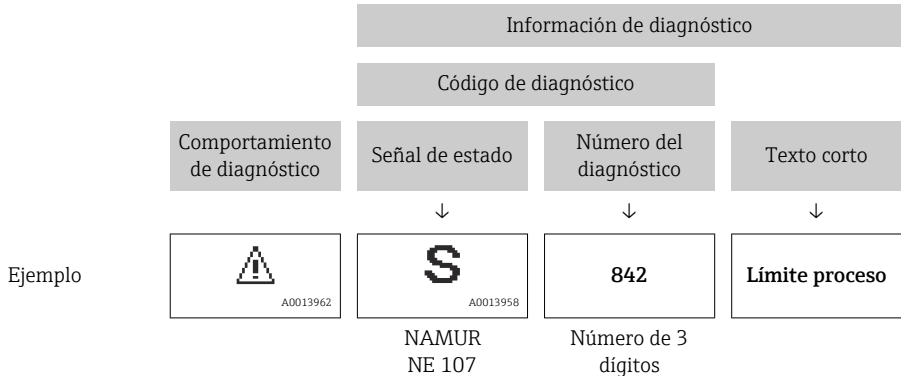 Información de diagnóstico
Código de diagnóstico
Comportamiento
de diagnóstico
Señal de estado
Número del
diagnóstico
Texto corto
↓ ↓ ↓
Ejemplo
A0013962
S
A0013958
842
Límite proceso
NAMUR
NE 107
Número de 3
dígitos